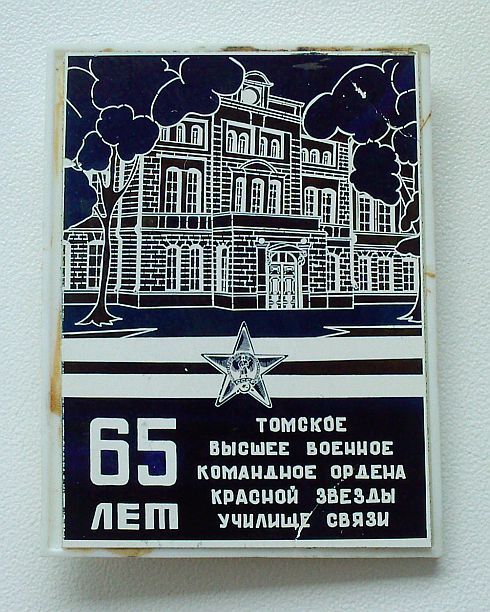 65
ЛЕТ
ТОМСКОЕ
ВЫСШЕЕ ВОЕННОЕ
КОМАНДНОЕ ОРДЕНА
КРАСНОЙ ЗВЕЗДЫ
УЧИЛИЩЕ СВЯЗИ